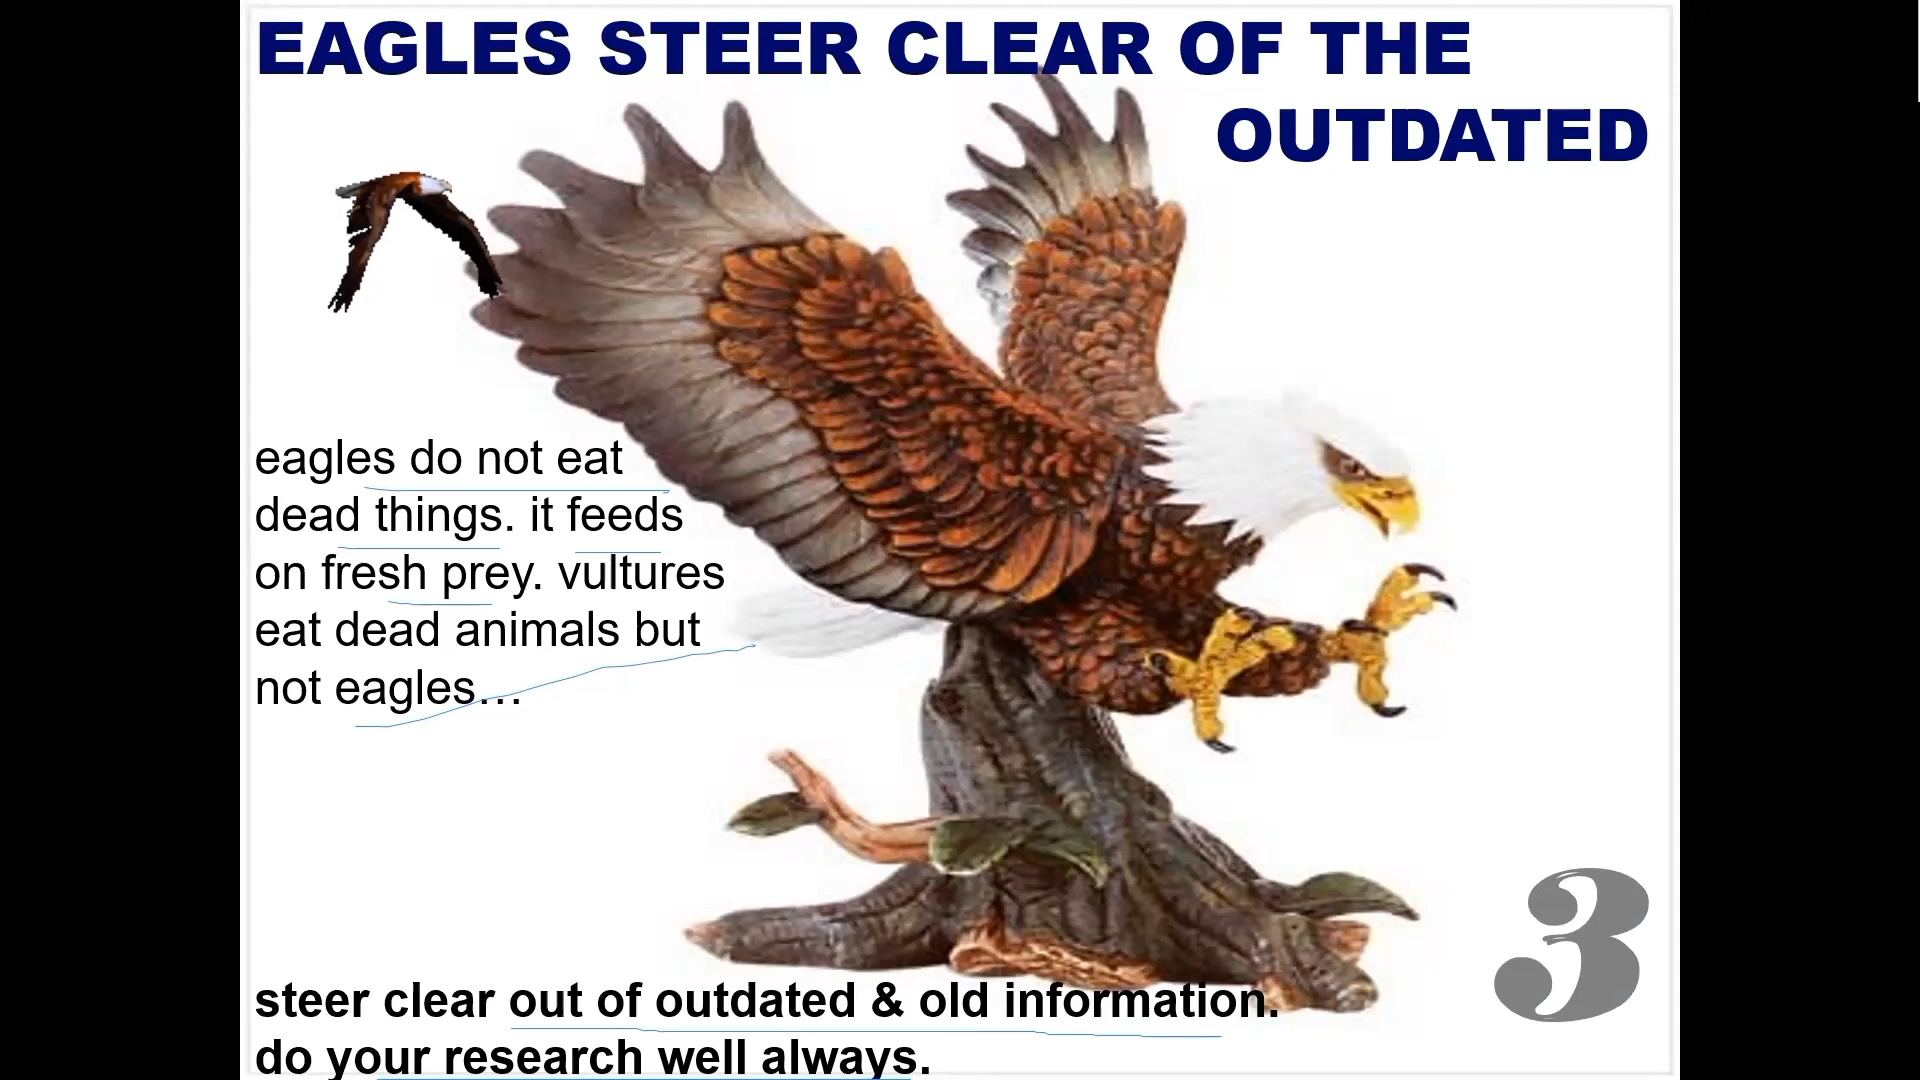 EAGLES STEER CLEAR OF THE
OUTDATED
eagles do not eat
dead things. it feeds
on fresh prey. vultures
eat dead animals but
not eagles…
steer clear out of outdated & old information.
do your research well always.
3